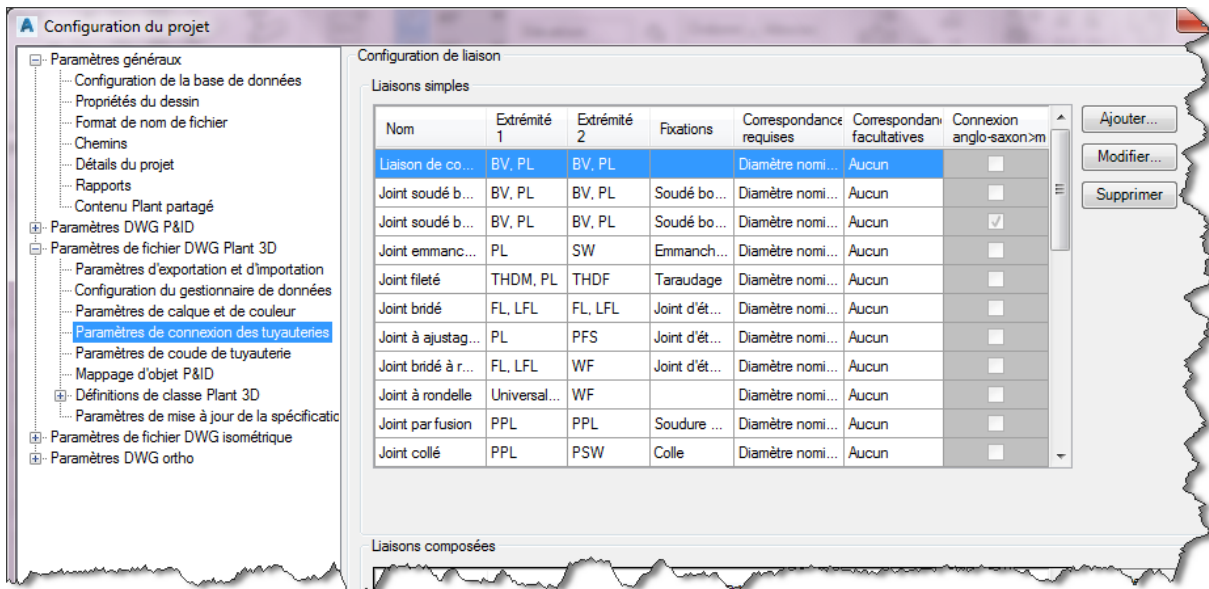 Configuration du projet
Paramètres généraux
Configuration de la base de données
Propriétés du dessin
Format de nom de fichier
Chemins
Détails du projet
Rapports
Contenu Plant partagé
Paramètres DWG P&ID
Paramètres de fichier DWG Plant 3D
Paramètres d'exportation et d'importation
Configuration du gestionnaire de données
Paramètres de calque et de couleur
Paramètres de connexion des tuyauteries
Paramètres de coude de tuyauterie
Mappage d'objet P&ID
Définitions de classe Plant 3D
Paramètres de mise à jour de la spécificatio
Paramètres de fichier DWG isométrique
Paramètres DWG ortho
Configuration de liaison
Liaisons simples
Nom Extrémité 1 Extrémité 2 Fixations Correspondance requises Correspondan facultatives Connexion anglo-saxon>m
Liaison de co... BV, PL BV, PL Diamètre nomi... Aucun
Joint soudé b... BV, PL BV, PL Soudé bo... Diamètre nomi... Aucun
Joint soudé b... BV, PL BV, PL Soudé bo... Diamètre nomi... Aucun
Joint emmanc... PL SW Emmanch... Diamètre nomi... Aucun
Joint fileté THDM, PL THDF Taraudage Diamètre nomi... Aucun
Joint bridé FL, LFL FL, LFL Joint d'ét... Diamètre nomi... Aucun
Joint à ajustag... PL PFS Joint d'ét... Diamètre nomi... Aucun
Joint bridé à r... FL, LFL WF Joint d'ét... Diamètre nomi... Aucun
Joint à rondelle Universal... WF Diamètre nomi... Aucun
Joint par fusion PPL PPL Soudure ... Diamètre nomi... Aucun
Joint collé PPL PSW Colle Diamètre nomi... Aucun
Ajouter...
Modifier...
Supprimer
Liaisons composées